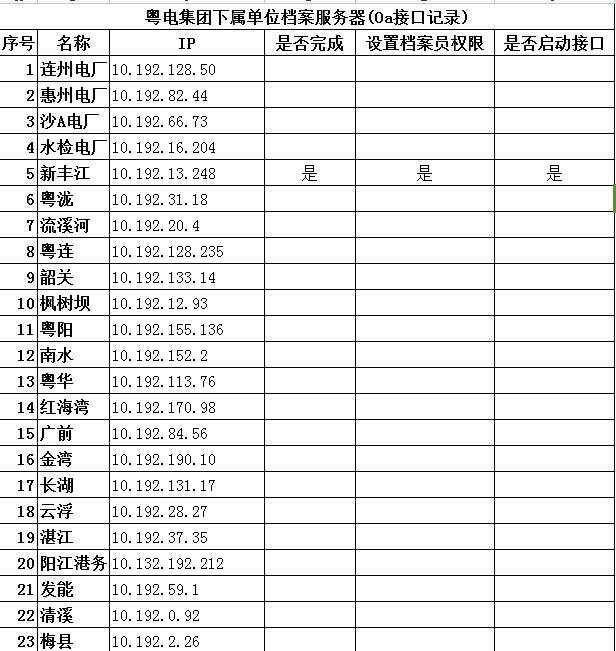 粤电集团下属单位档案服务器(Oa接口记录)
序号 名称 IP 是否完成 设置档案员权限 是否启动接口
1 连州电厂 10.192.128.50
2 惠州电厂 10.192.82.44
3 沙A电厂 10.192.66.73
4 水检电厂 10.192.16.204
5 新丰江 10.192.13.248 是 是 是
6 粤泷 10.192.31.18
7 流溪河 10.192.20.4
8 粤连 10.192.128.235
9 韶关 10.192.133.14
10 枫树坝 10.192.12.93
11 粤阳 10.192.155.136
12 南水 10.192.152.2
13 粤华 10.192.113.76
14 红海湾 10.192.170.98
15 广前 10.192.84.56
16 金湾 10.192.190.10
17 长湖 10.192.131.17
18 云浮 10.192.28.27
19 湛江 10.192.37.35
20 阳江港务 10.132.192.212
21 发能 10.192.59.1
22 清溪 10.192.0.92
23 梅县 10.192.2.26